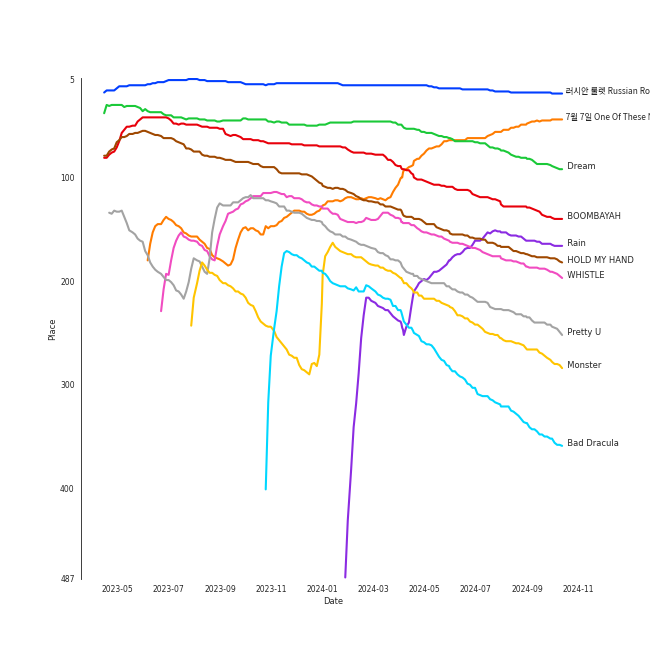 5
100
200
300
400
487
Place
2023-05
2023-07
2023-09
2023-11
2024-01
2024-03
2024-05
2024-07
2024-09
2024-11
Date
러시안 룰렛 Russian Ro
7월 7일 One Of These
Dream
BOOMBAYAH
Rain
HOLD MY HAND
WHISTLE
Pretty U
Monster
Bad Dracula